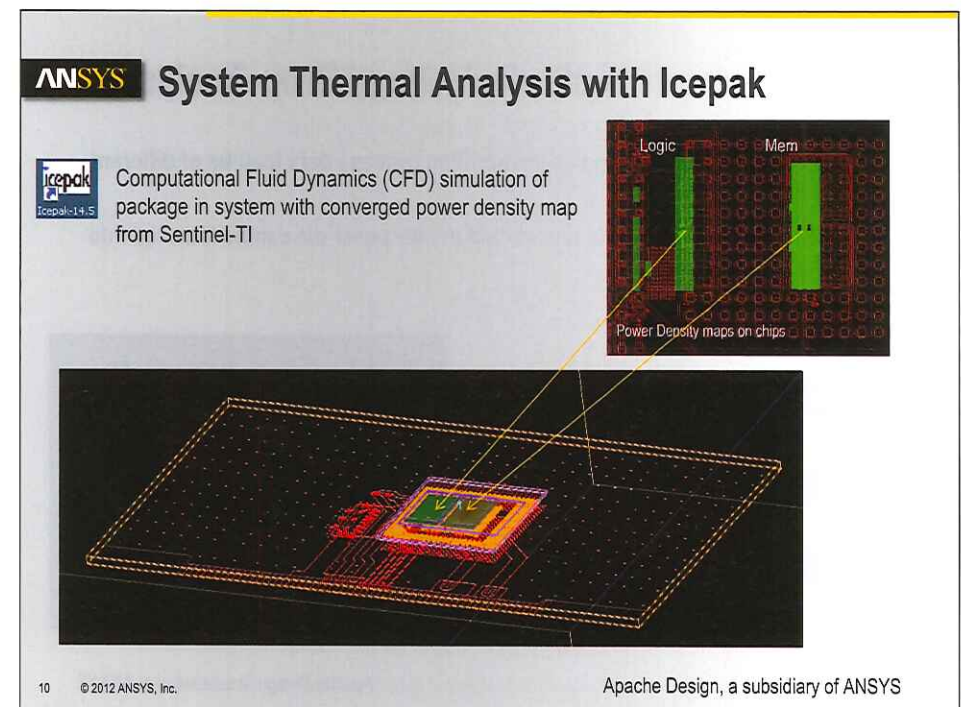 ANSYS
System Thermal Analysis with Icepak
icepak
Icepak-14.5
Computational Fluid Dynamics (CFD) simulation of
package in system with converged power density map
from Sentinel-TI
Logic
Mem
Power Density maps on chips
10
© 2012 ANSYS, Inc.
Apache Design, a subsidiary of ANSYS